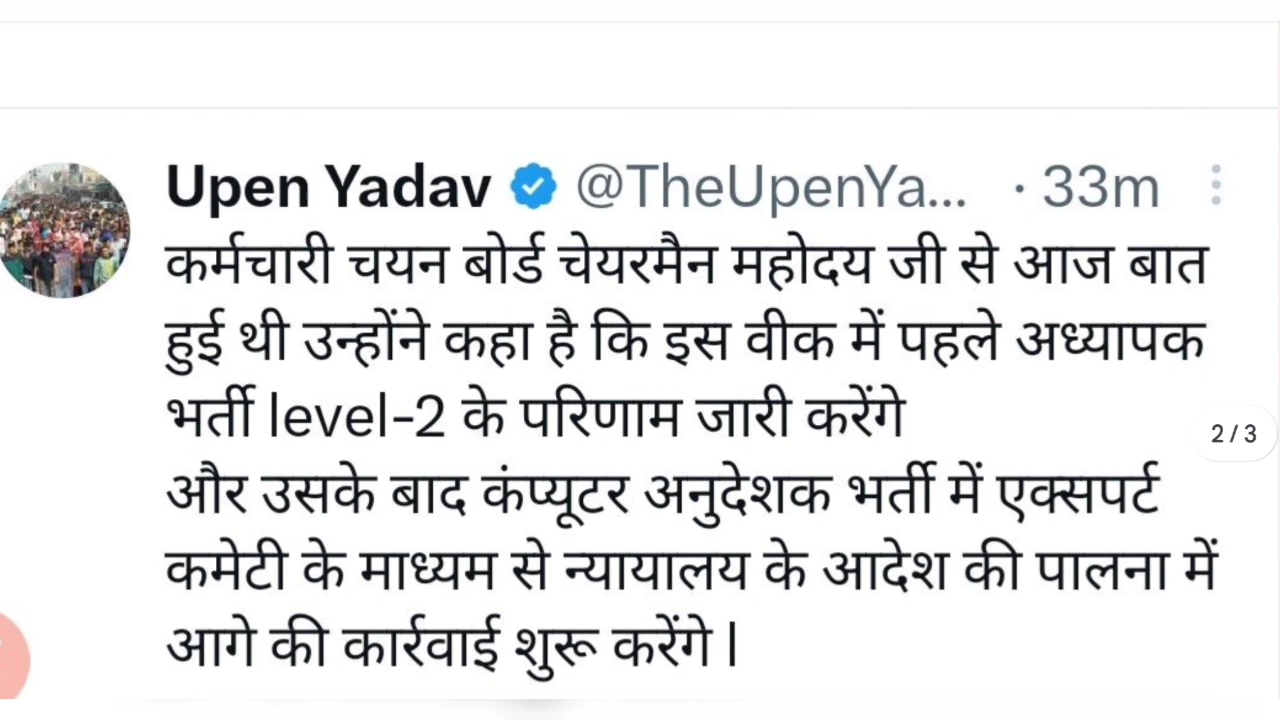 Upen Yadav @TheUpenYa... · 33m
कर्मचारी चयन बोर्ड चेयरमैन महोदय जी से आज बात
हुई थी उन्होंने कहा है कि इस वीक में पहले अध्यापक
भर्ती level-2 के परिणाम जारी करेंगे
2/3
और उसके बाद कंप्यूटर अनुदेशक भर्ती में एक्सपर्ट
कमेटी के माध्यम से न्यायालय के आदेश की पालना में
आगे की कार्रवाई शुरू करेंगे l